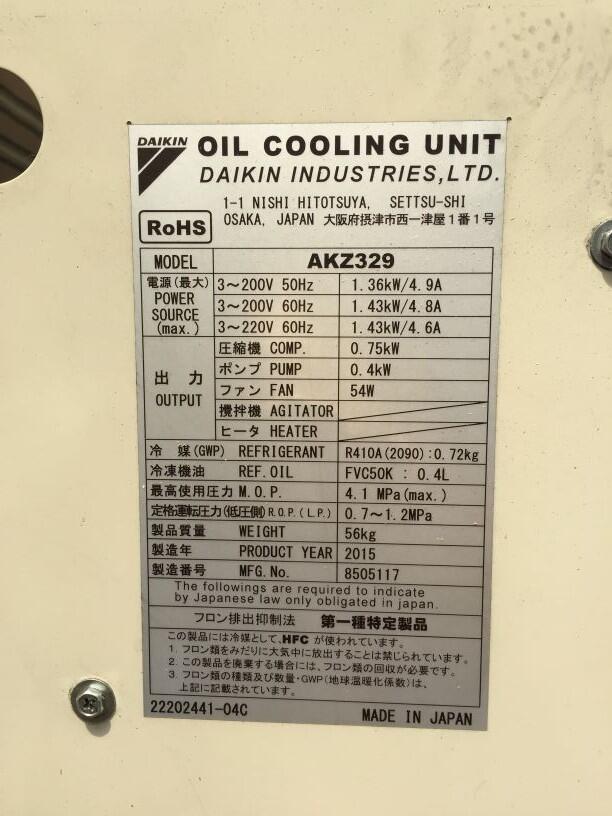 DAIKIN OIL COOLING UNIT
DAIKIN INDUSTRIES,LTD.
1-1 NISHI HITOTSUYA, SETTSU-SHI
OSAKA, JAPAN 大阪府摂津市西一津屋1番1号
RoHS
MODEL AKZ329
電源(最大) POWER SOURCE (max.)
3～200V 50Hz 1.36kW/4.9A
3～200V 60Hz 1.43kW/4.8A
3～220V 60Hz 1.43kW/4.6A
出力 OUTPUT
圧縮機 COMP. 0.75kW
ポンプ PUMP 0.4kW
ファン FAN 54W
攪拌機 AGITATOR
ヒータ HEATER
冷 媒(GWP) REFRIGERANT R410A(2090):0.72kg
冷凍機油 REF.OIL FVC50K : 0.4L
最高使用圧力 M.O.P. 4.1 MPa(max.)
定格運転圧力(低圧側) R.O.P.(L.P.) 0.7～1.2MPa
製品質量 WEIGHT 56kg
製造年 PRODUCT YEAR 2015
製造番号 MFG.No. 8505117
The followings are required to indicate
by Japanese law only obligated in japan.
フロン排出抑制法 第一種特定製品
この製品には冷媒として、HFC が使われています。
1. フロン類をみだりに大気中に放出することは禁じられています。
2. この製品を廃棄する場合には、フロン類の回収が必要です。
3. フロン類の種類及び数量・GWP(地球温暖化係数)は、
上記に記載されています。
22202441-04C MADE IN JAPAN